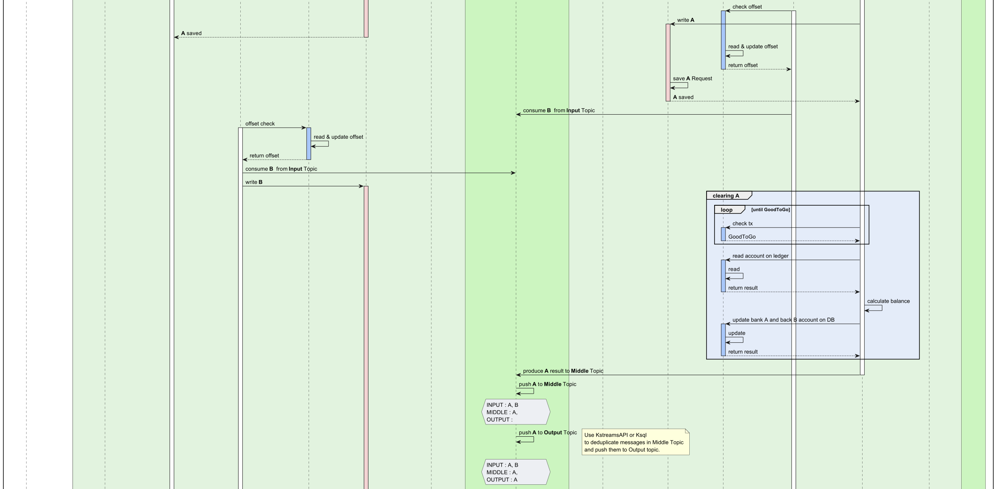 check offset
write A
A saved
read & update offset
return offset
save A Request
A saved
consume B  from Input Topic
offset check
read & update offset
return offset
consume B  from Input Topic
write B
clearing A
loop [until GoodToGo]
check tx
GoodToGo
read account on ledger
read
return result
calculate balance
update bank A and back B account on DB
update
return result
produce A result to Middle Topic
push A to Middle Topic
INPUT : A, B
MIDDLE : A,
OUTPUT :
push A to Output Topic
Use KstreamsAPI or Ksql
to deduplicate messages in Middle Topic
and push them to Output topic.
INPUT : A, B
MIDDLE : A,
OUTPUT : A